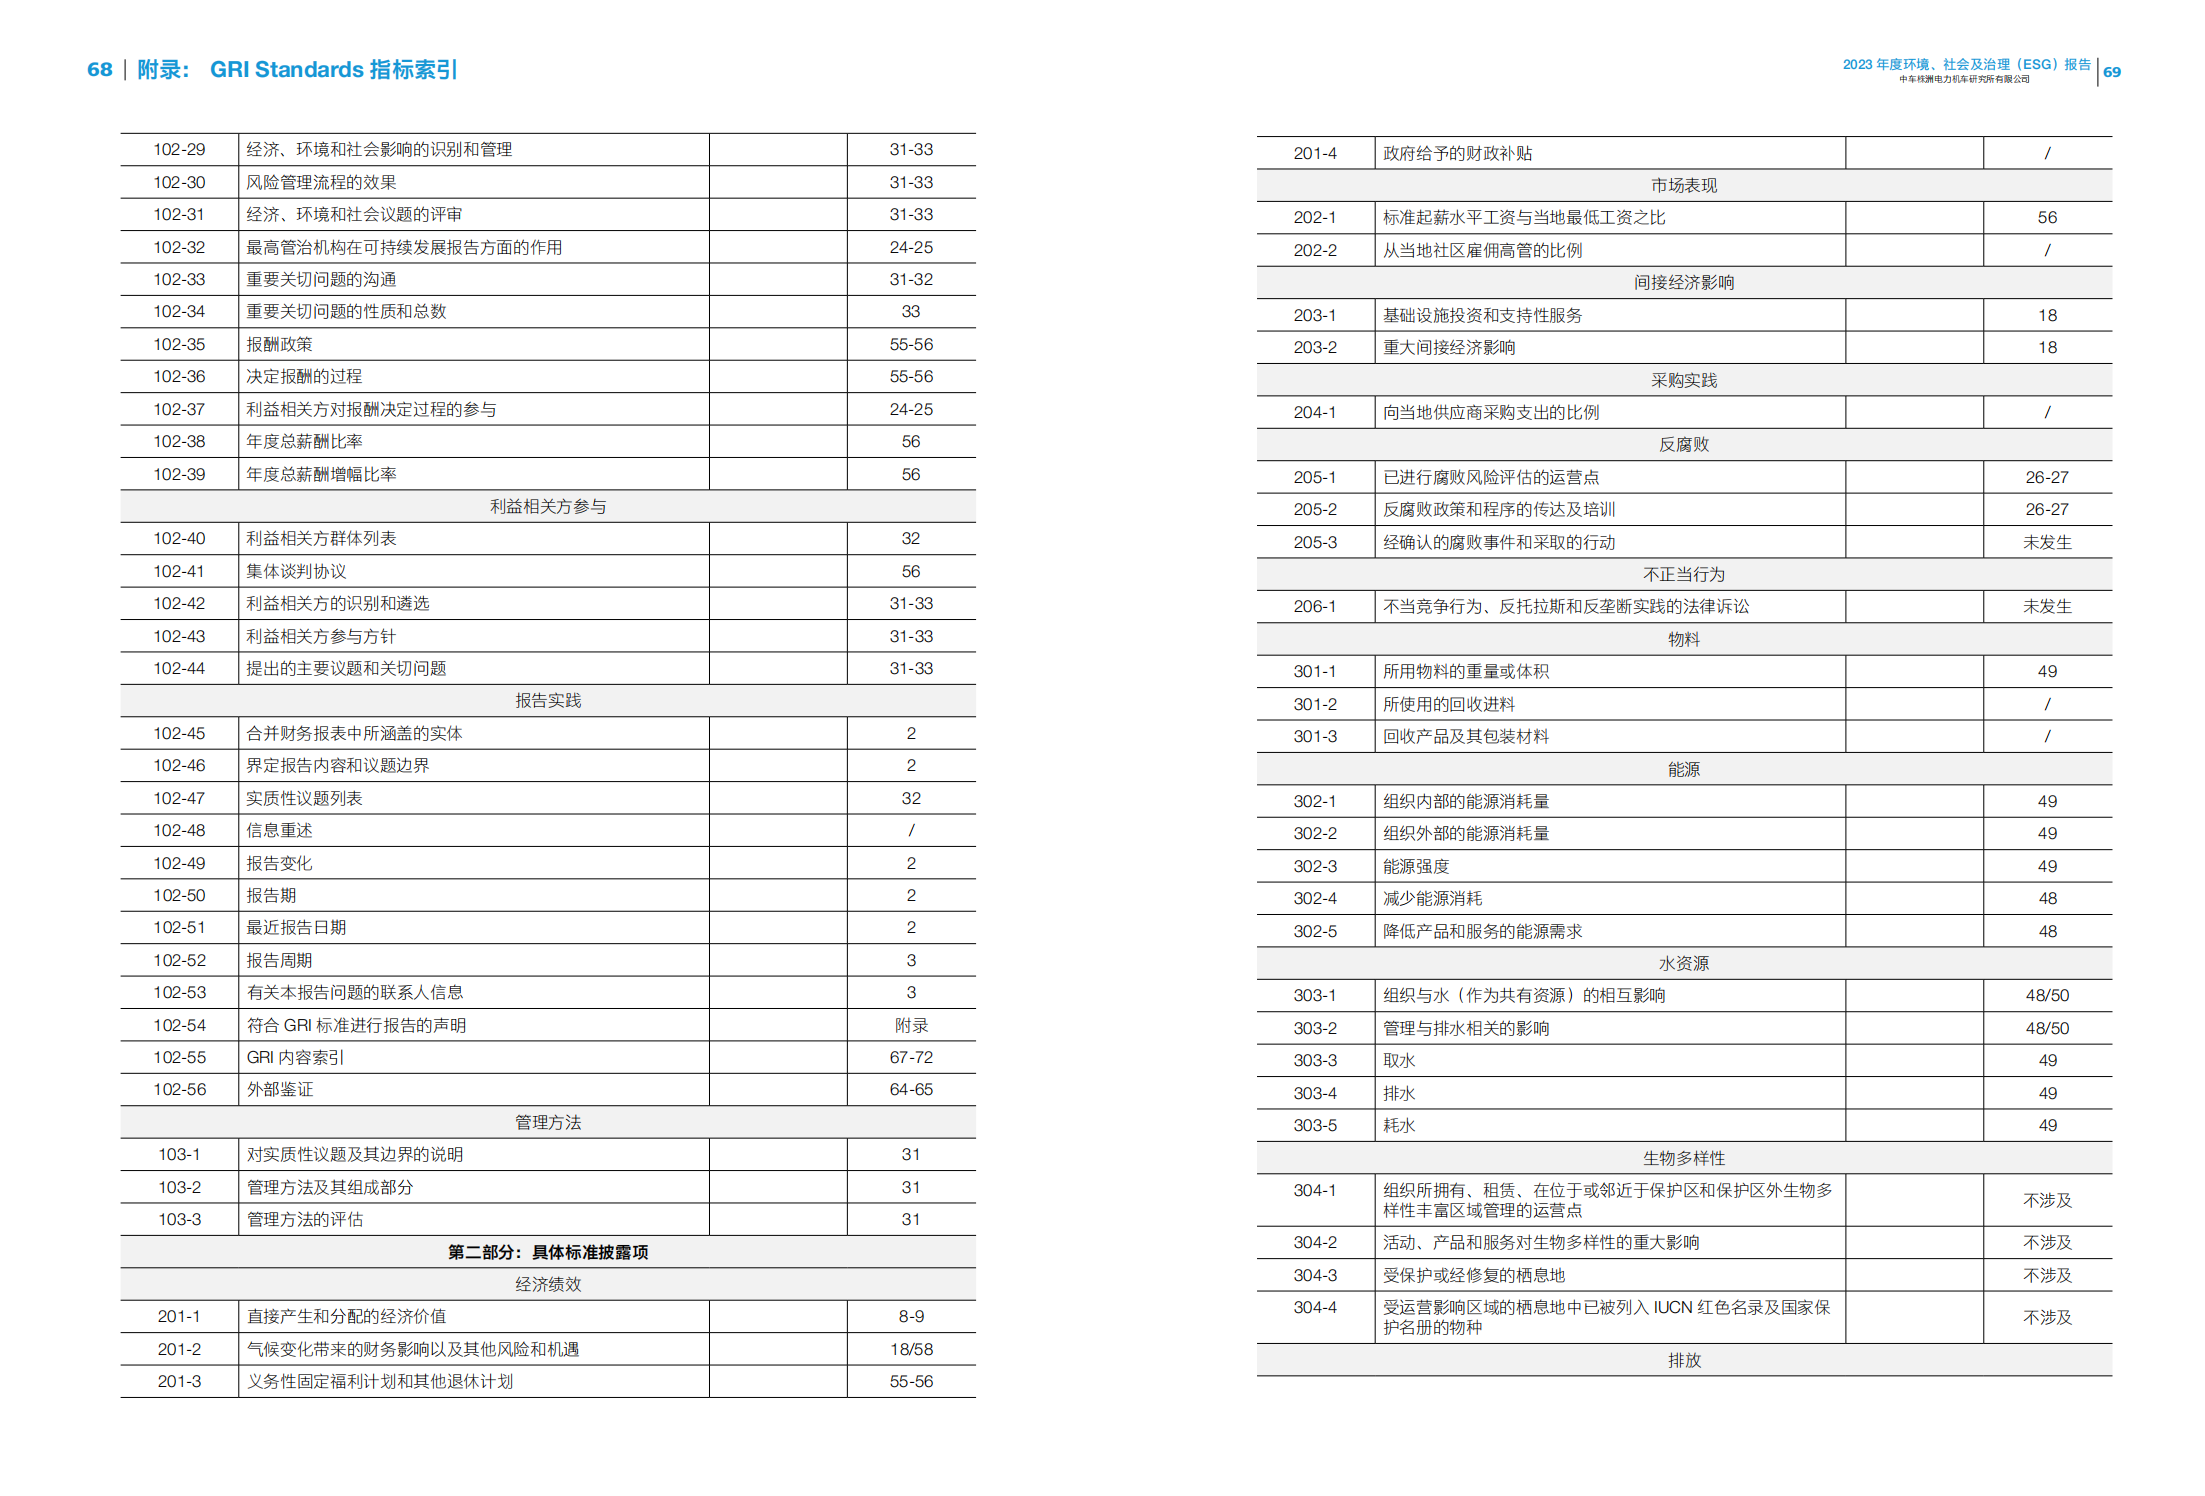 68 附录： GRI Standards 指标索引
102-29 经济、环境和社会影响的识别和管理 31-33
102-30 风险管理流程的效果 31-33
102-31 经济、环境和社会议题的评审 31-33
102-32 最高管治机构在可持续发展报告方面的作用 24-25
102-33 重要关切问题的沟通 31-32
102-34 重要关切问题的性质和总数 33
102-35 报酬政策 55-56
102-36 决定报酬的过程 55-56
102-37 利益相关方对报酬决定过程的参与 24-25
102-38 年度总薪酬比率 56
102-39 年度总薪酬增幅比率 56
利益相关方参与
102-40 利益相关方群体列表 32
102-41 集体谈判协议 56
102-42 利益相关方的识别和遴选 31-33
102-43 利益相关方参与方针 31-33
102-44 提出的主要议题和关切问题 31-33
报告实践
102-45 合并财务报表中所涵盖的实体 2
102-46 界定报告内容和议题边界 2
102-47 实质性议题列表 32
102-48 信息重述 /
102-49 报告变化 2
102-50 报告期 2
102-51 最近报告日期 2
102-52 报告周期 3
102-53 有关本报告问题的联系人信息 3
102-54 符合 GRI 标准进行报告的声明 附录
102-55 GRI 内容索引 67-72
102-56 外部鉴证 64-65
管理方法
103-1 对实质性议题及其边界的说明 31
103-2 管理方法及其组成部分 31
103-3 管理方法的评估 31
第二部分：具体标准披露项
经济绩效
201-1 直接产生和分配的经济价值 8-9
201-2 气候变化带来的财务影响以及其他风险和机遇 18/58
201-3 义务性固定福利计划和其他退休计划 55-56
2023 年度环境、社会及治理（ESG）报告 69
中车株洲电力机车研究所有限公司
201-4 政府给予的财政补贴 /
市场表现
202-1 标准起薪水平工资与当地最低工资之比 56
202-2 从当地社区雇佣高管的比例 /
间接经济影响
203-1 基础设施投资和支持性服务 18
203-2 重大间接经济影响 18
采购实践
204-1 向当地供应商采购支出的比例 /
反腐败
205-1 已进行腐败风险评估的运营点 26-27
205-2 反腐败政策和程序的传达及培训 26-27
205-3 经确认的腐败事件和采取的行动 未发生
不正当行为
206-1 不当竞争行为、反托拉斯和反垄断实践的法律诉讼 未发生
物料
301-1 所用物料的重量或体积 49
301-2 所使用的回收进料 /
301-3 回收产品及其包装材料 /
能源
302-1 组织内部的能源消耗量 49
302-2 组织外部的能源消耗量 49
302-3 能源强度 49
302-4 减少能源消耗 48
302-5 降低产品和服务的能源需求 48
水资源
303-1 组织与水（作为共有资源）的相互影响 48/50
303-2 管理与排水相关的影响 48/50
303-3 取水 49
303-4 排水 49
303-5 耗水 49
生物多样性
304-1 组织所拥有、租赁、在位于或邻近于保护区和保护区外生物多
样性丰富区域管理的运营点 不涉及
304-2 活动、产品和服务对生物多样性的重大影响 不涉及
304-3 受保护或经修复的栖息地 不涉及
304-4 受运营影响区域的栖息地中已被列入 IUCN 红色名录及国家保
护名册的物种 不涉及
排放